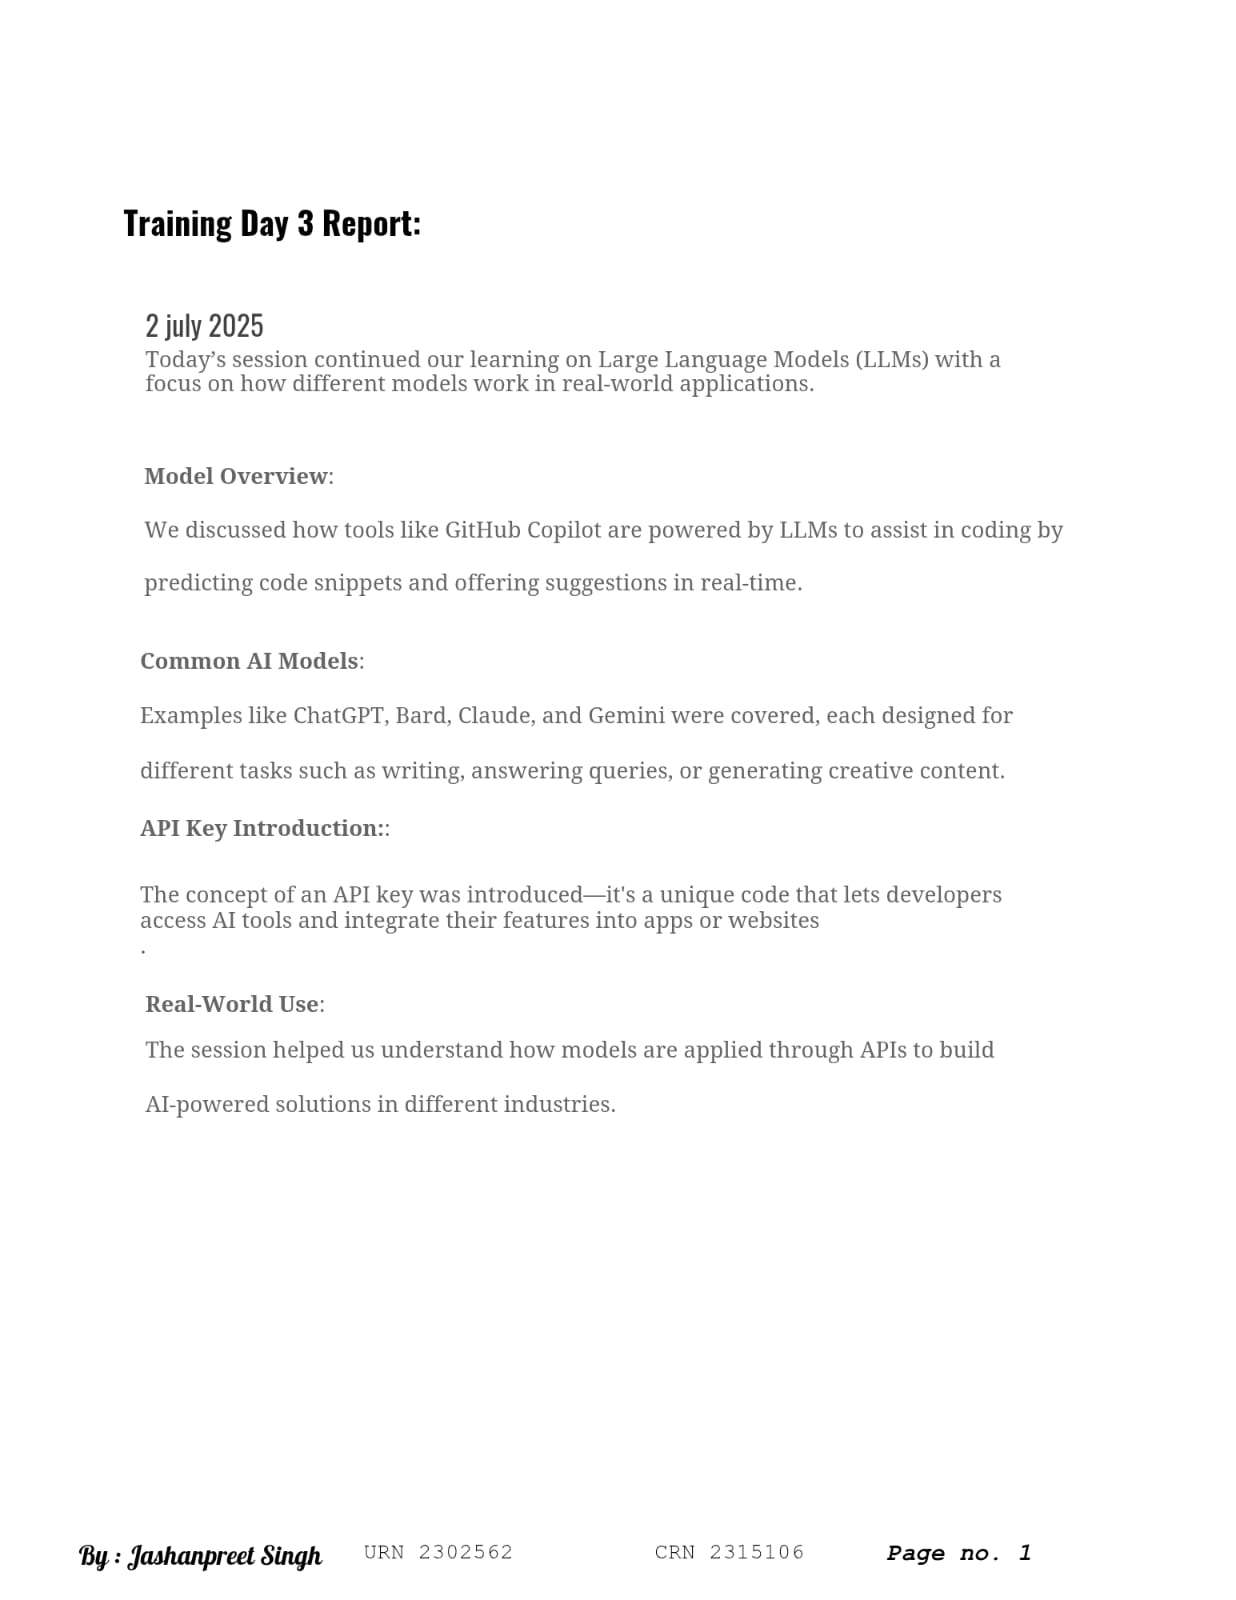 Training Day 3 Report:
2 july 2025
Today’s session continued our learning on Large Language Models (LLMs) with a
focus on how different models work in real-world applications.
Model Overview:
We discussed how tools like GitHub Copilot are powered by LLMs to assist in coding by
predicting code snippets and offering suggestions in real-time.
Common AI Models:
Examples like ChatGPT, Bard, Claude, and Gemini were covered, each designed for
different tasks such as writing, answering queries, or generating creative content.
API Key Introduction::
The concept of an API key was introduced—it's a unique code that lets developers
access AI tools and integrate their features into apps or websites
.
Real-World Use:
The session helped us understand how models are applied through APIs to build
AI-powered solutions in different industries.
By : Jashanpreet Singh URN 2302562 CRN 2315106 Page no. 1